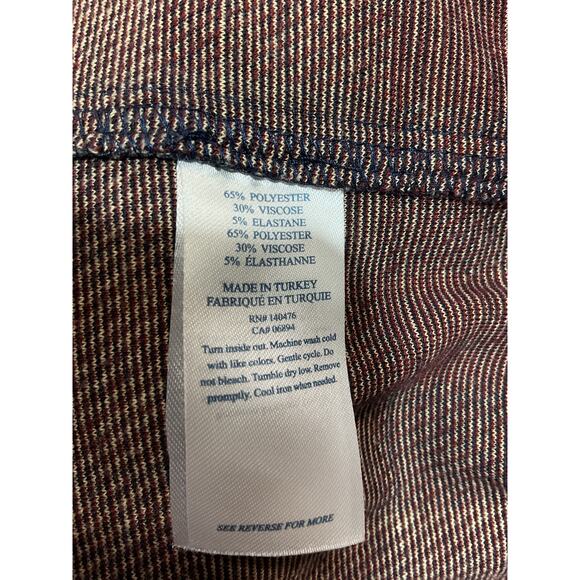 65% POLYESTER
30% VISCOSE
5% ELASTANE
65% POLYESTER
30% VISCOSE
5% ÉLASTHANNE
MADE IN TURKEY
FABRIQUÉ EN TURQUIE
RN# 140476
CA# 06894
Turn inside out. Machine wash cold
with like colors. Gentle cycle. Do
not bleach. Tumble dry low. Remove
promptly. Cool iron when needed.
SEE REVERSE FOR MORE